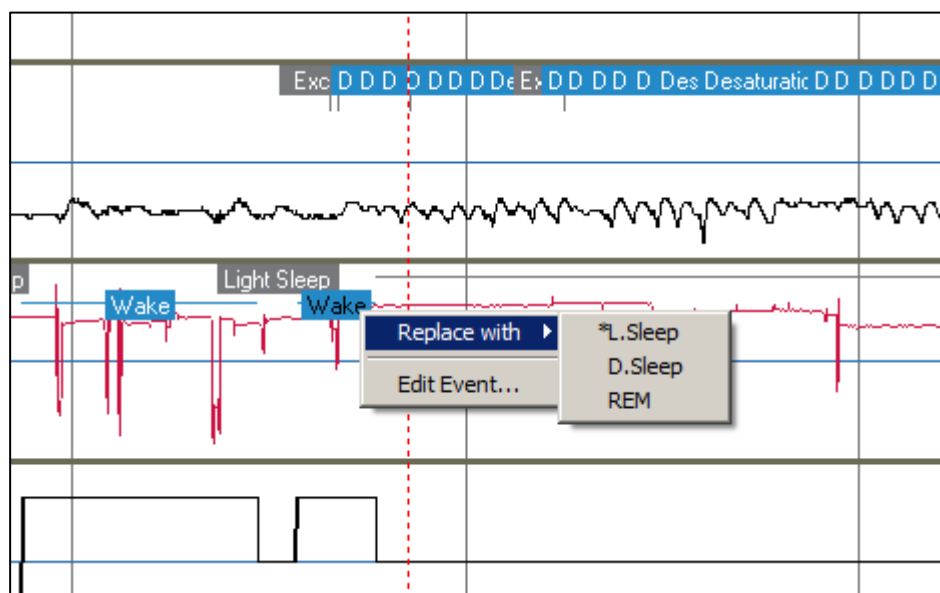 Exc D D D D D D D De Ex D D D D D Des Desaturatic D D D D D D
p Light Sleep
Wake Wake
Replace with *L.Sleep
D.Sleep
Edit Event...
REM